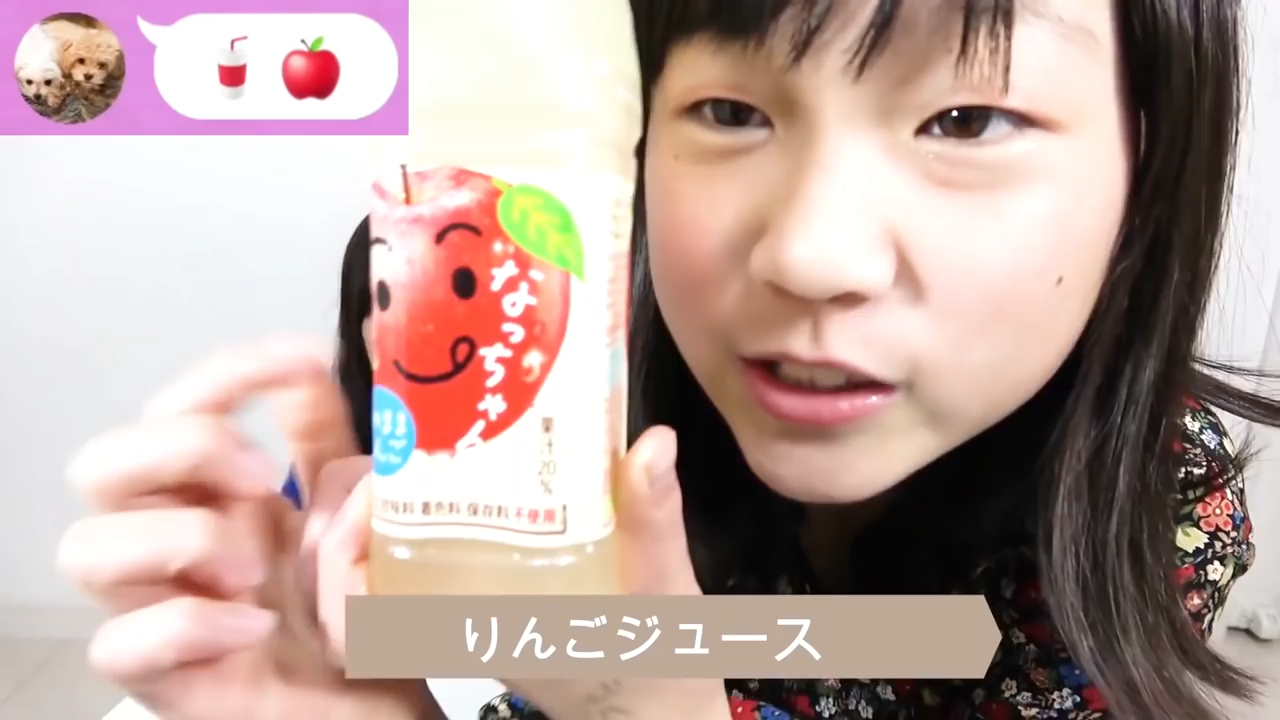 なっちゃん
果汁20%
着色料 保存料 不使用
りんごジュース